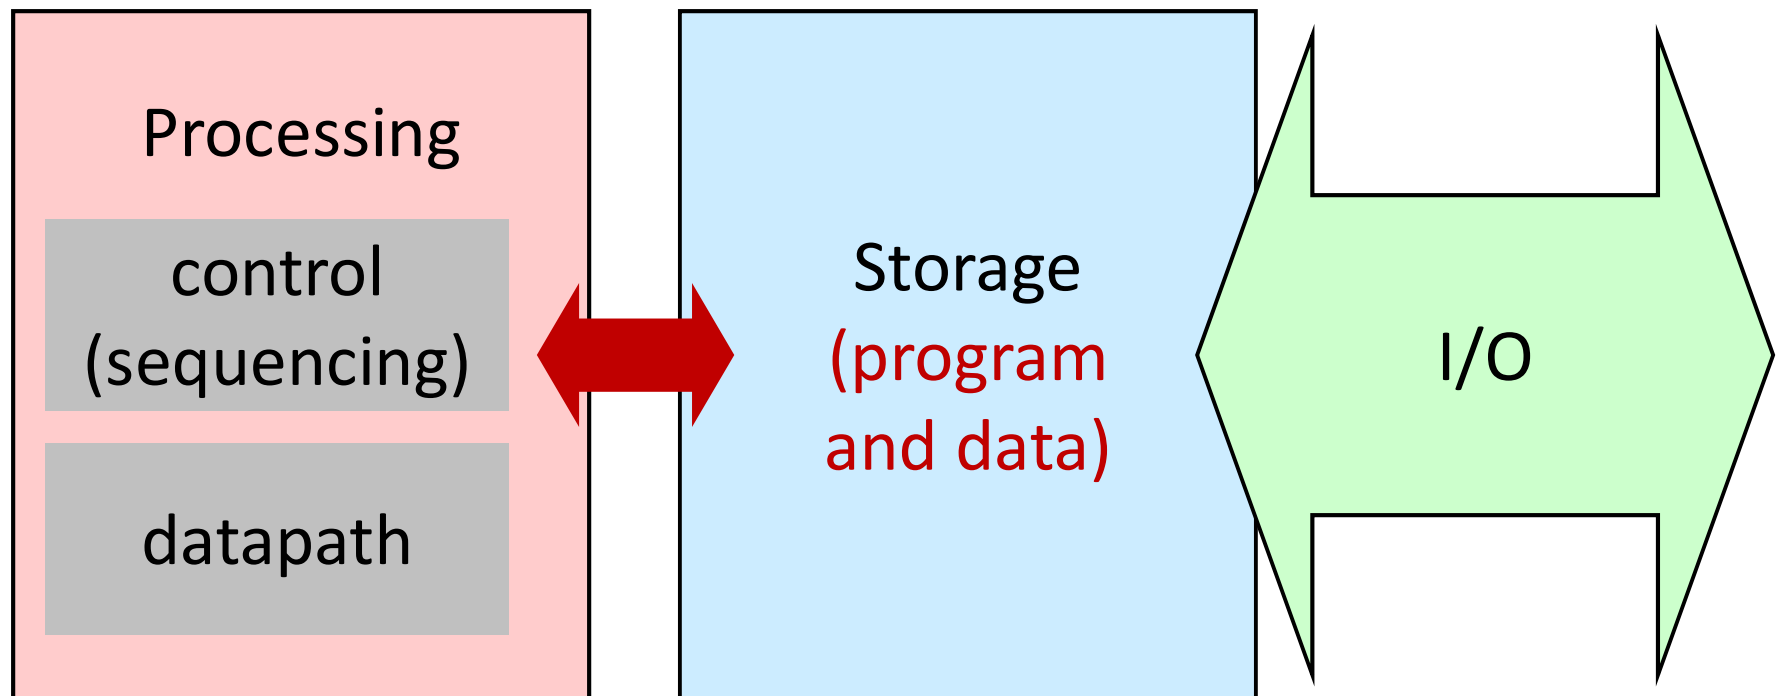 Processing
control
(sequencing)
datapath
Storage
(program
and data)
I/O